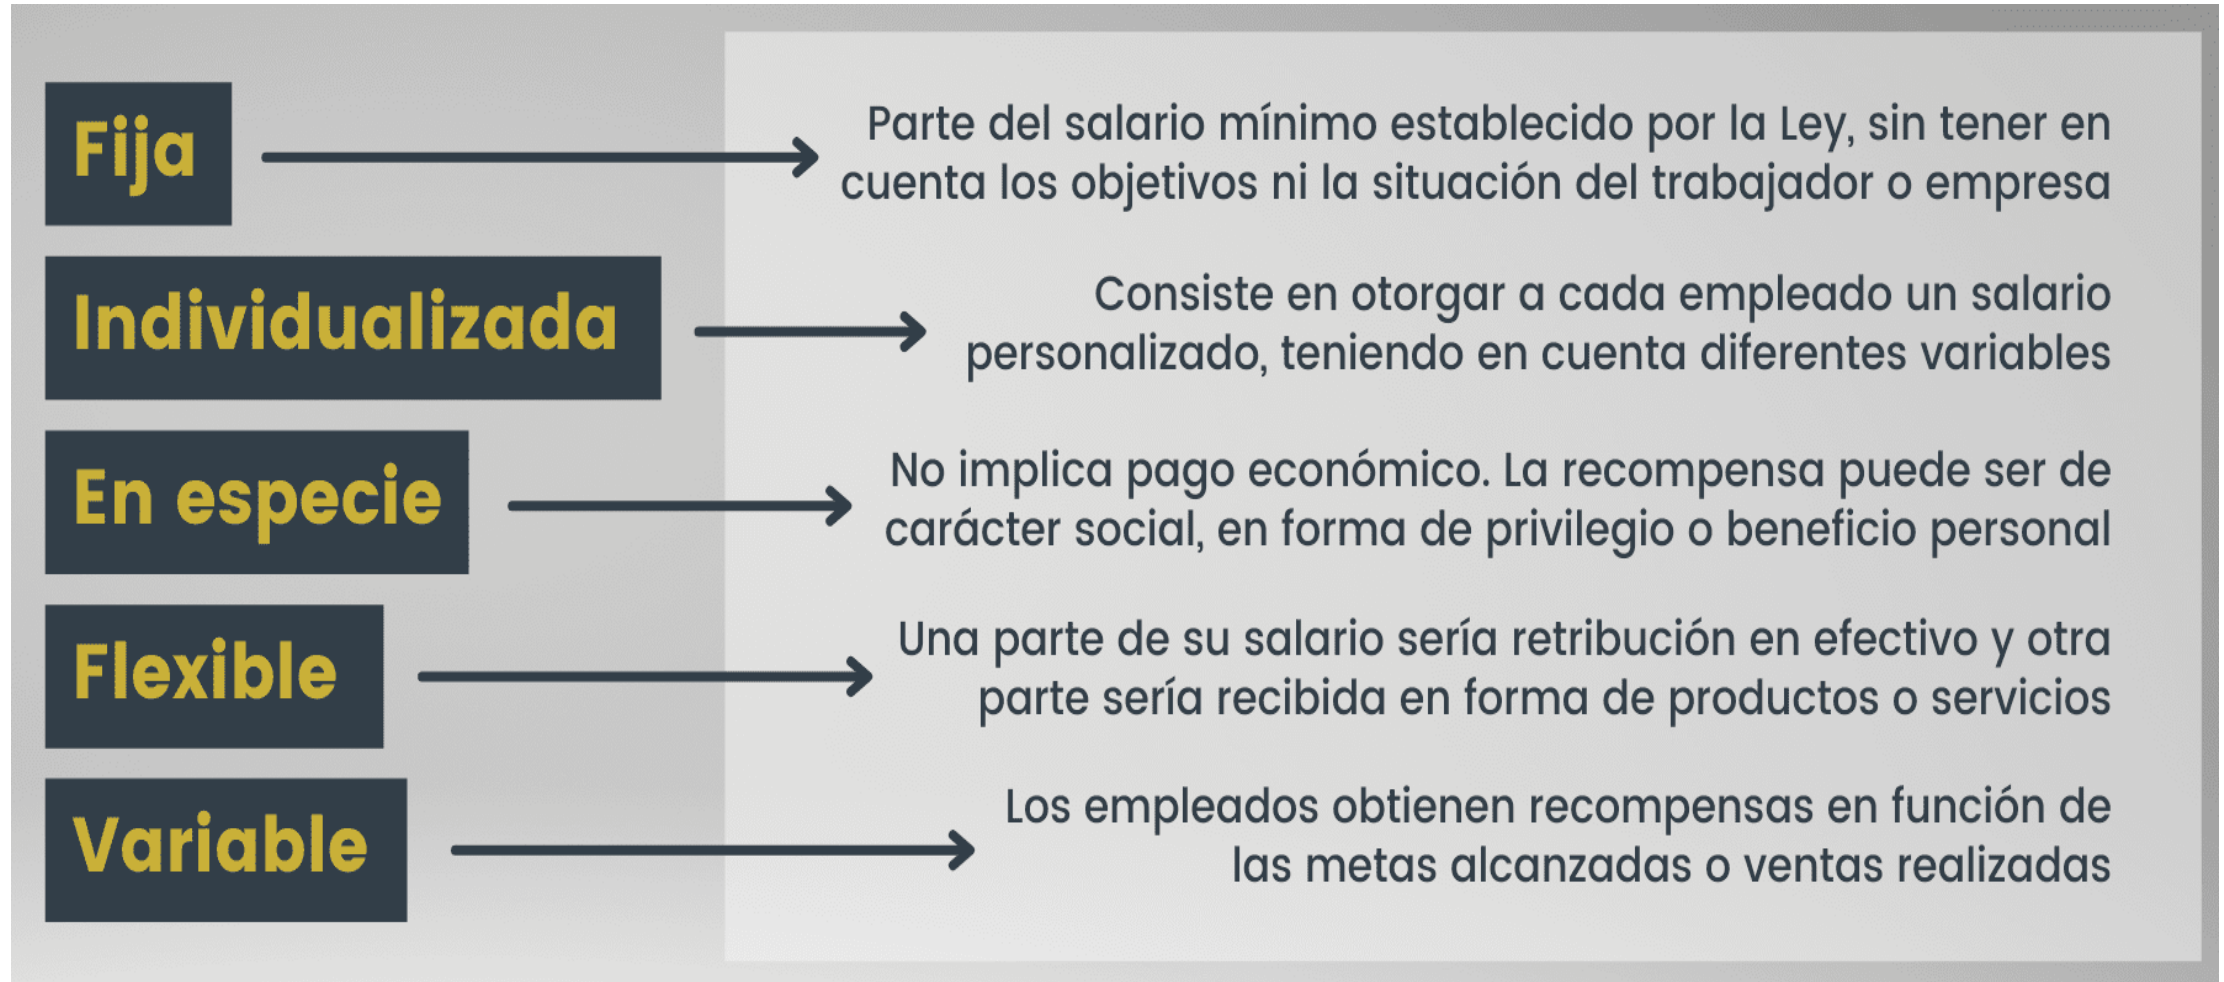 Fija
Parte del salario mínimo establecido por la Ley, sin tener en
cuenta los objetivos ni la situación del trabajador o empresa
Individualizada
Consiste en otorgar a cada empleado un salario
personalizado, teniendo en cuenta diferentes variables
En especie
No implica pago económico. La recompensa puede ser de
carácter social, en forma de privilegio o beneficio personal
Flexible
Una parte de su salario sería retribución en efectivo y otra
parte sería recibida en forma de productos o servicios
Variable
Los empleados obtienen recompensas en función de
las metas alcanzadas o ventas realizadas